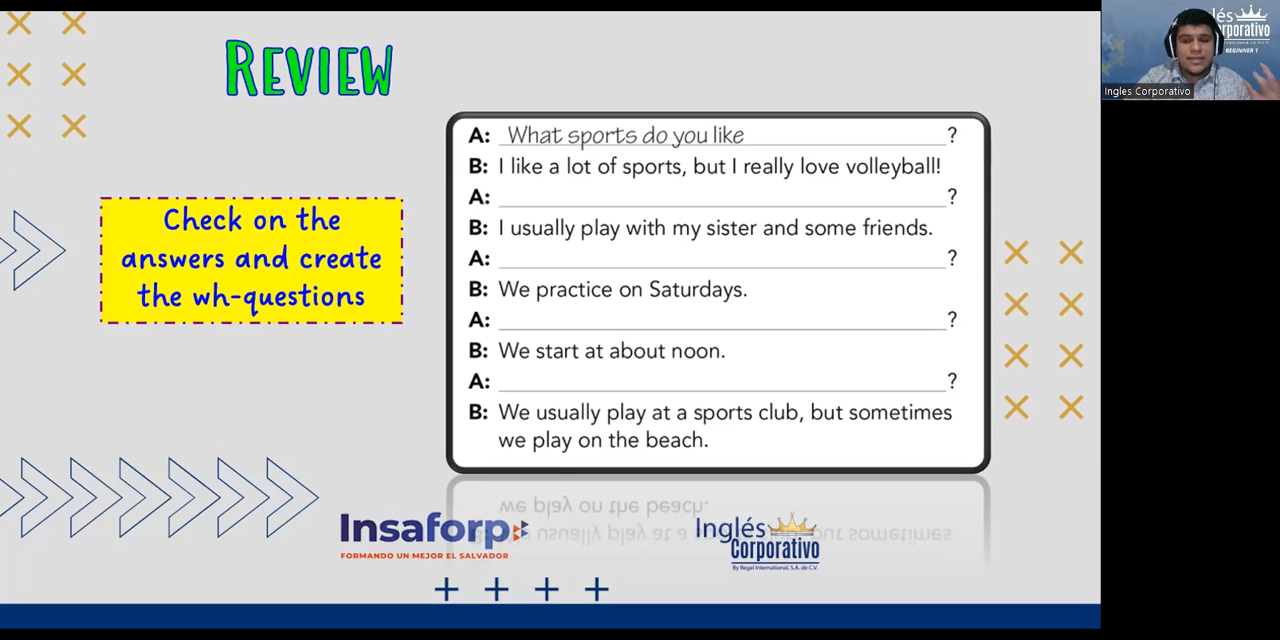 REVIEW
Check on the
answers and create
the wh-questions
A: What sports do you like ?
B: I like a lot of sports, but I really love volleyball!
A: ?
B: I usually play with my sister and some friends.
A: ?
B: We practice on Saturdays.
A: ?
B: We start at about noon.
A: ?
B: We usually play at a sports club, but sometimes
we play on the beach.
Insaforp
FORMANDO UN MEJOR EL SALVADOR
Inglés
Corporativo
By Regal International, S.A. de C.V.
BEGINNER 1
Ingles Corporativo